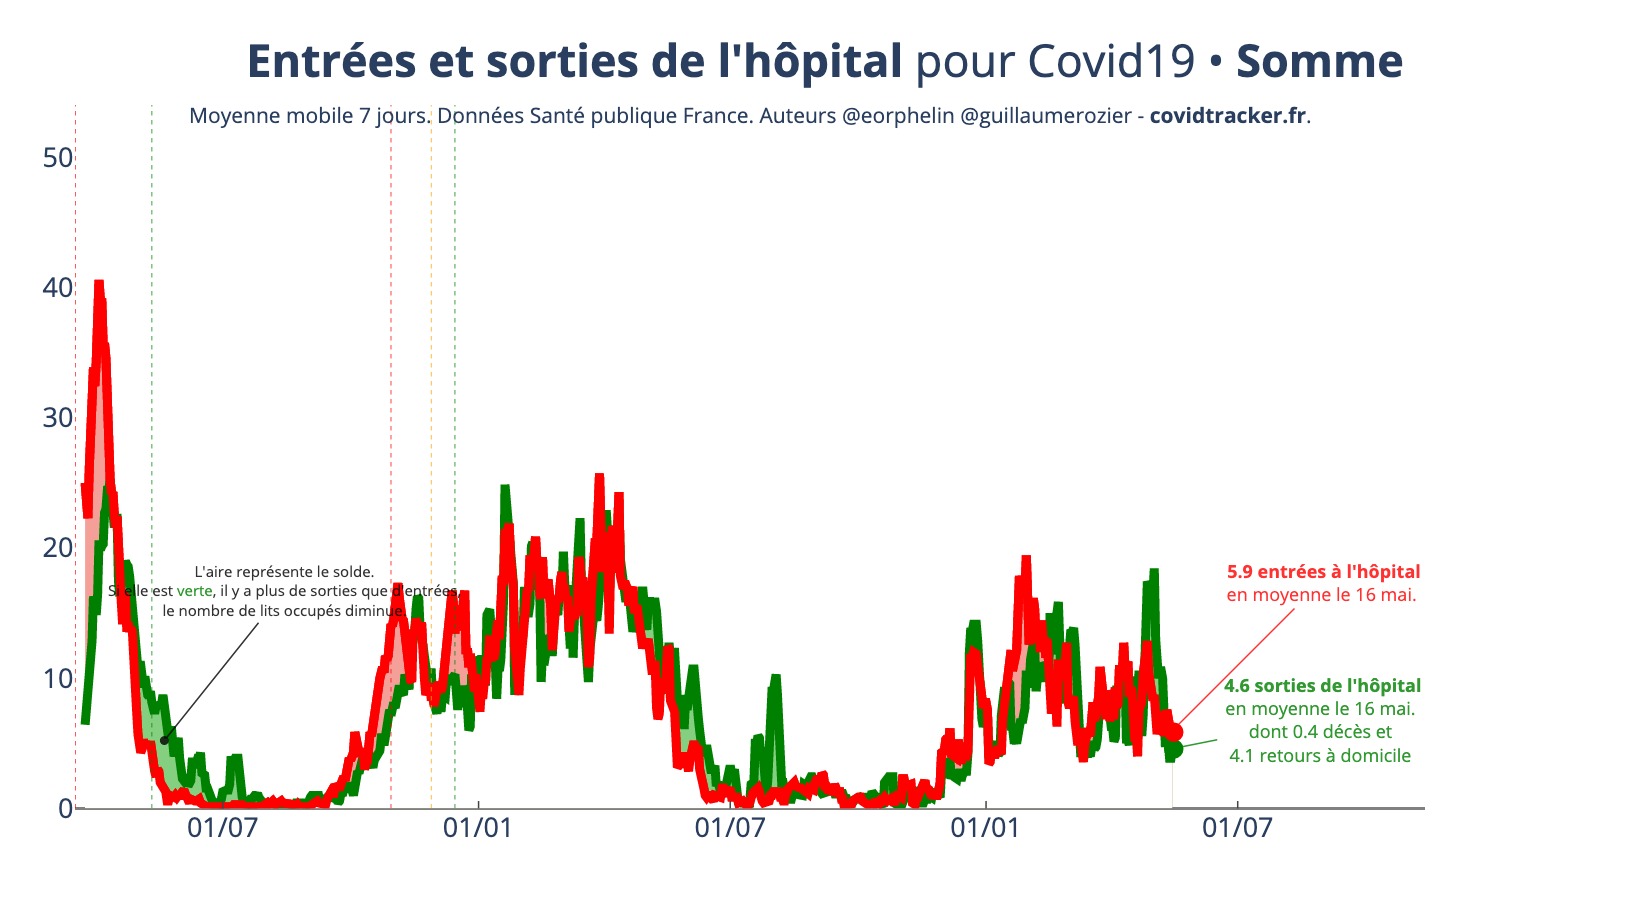 Entrées et sorties de l'hôpital pour Covid19 • Somme
Moyenne mobile 7 jours. Données Santé publique France. Auteurs @eorphelin @guillaumerozier - covidtracker.fr.
50
40
30
20
10
0
L'aire représente le solde.
Si elle est verte, il y a plus de sorties que d'entrées,
le nombre de lits occupés diminue.
5.9 entrées à l'hôpital
en moyenne le 16 mai.
4.6 sorties de l'hôpital
en moyenne le 16 mai.
dont 0.4 décès et
4.1 retours à domicile
01/07
01/01
01/07
01/01
01/07